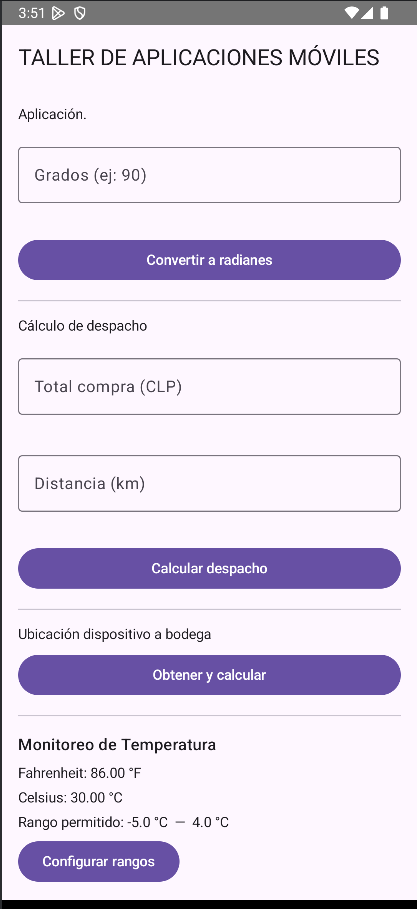 3:51
TALLER DE APLICACIONES MÓVILES
Aplicación.
Grados (ej: 90)
Convertir a radianes
Cálculo de despacho
Total compra (CLP)
Distancia (km)
Calcular despacho
Ubicación dispositivo a bodega
Obtener y calcular
Monitoreo de Temperatura
Fahrenheit: 86.00 °F
Celsius: 30.00 °C
Rango permitido: -5.0 °C — 4.0 °C
Configurar rangos